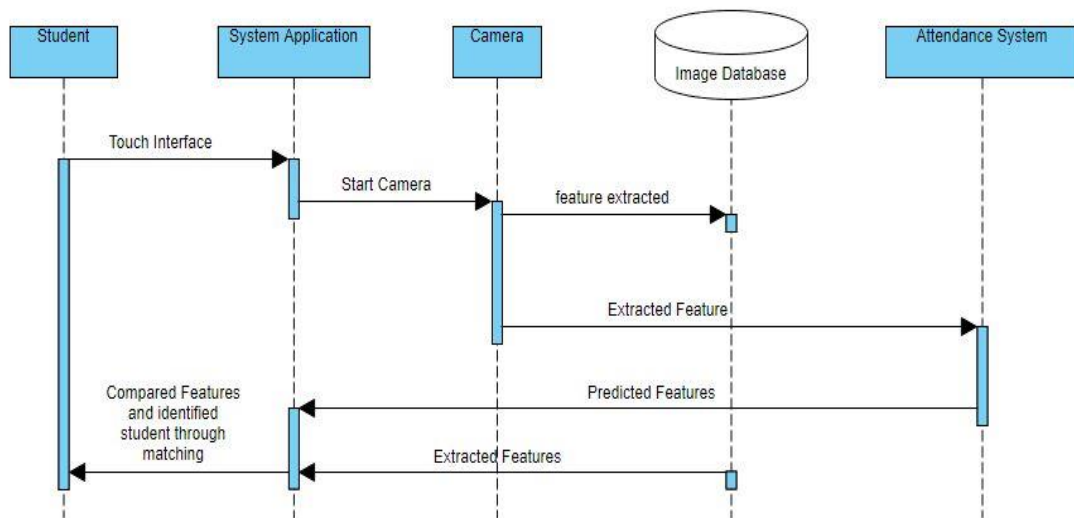 Student
System Application
Camera
Image Database
Attendance System
Touch Interface
Start Camera
feature extracted
Extracted Feature
Predicted Features
Compared Features
and identified
student through
matching
Extracted Features